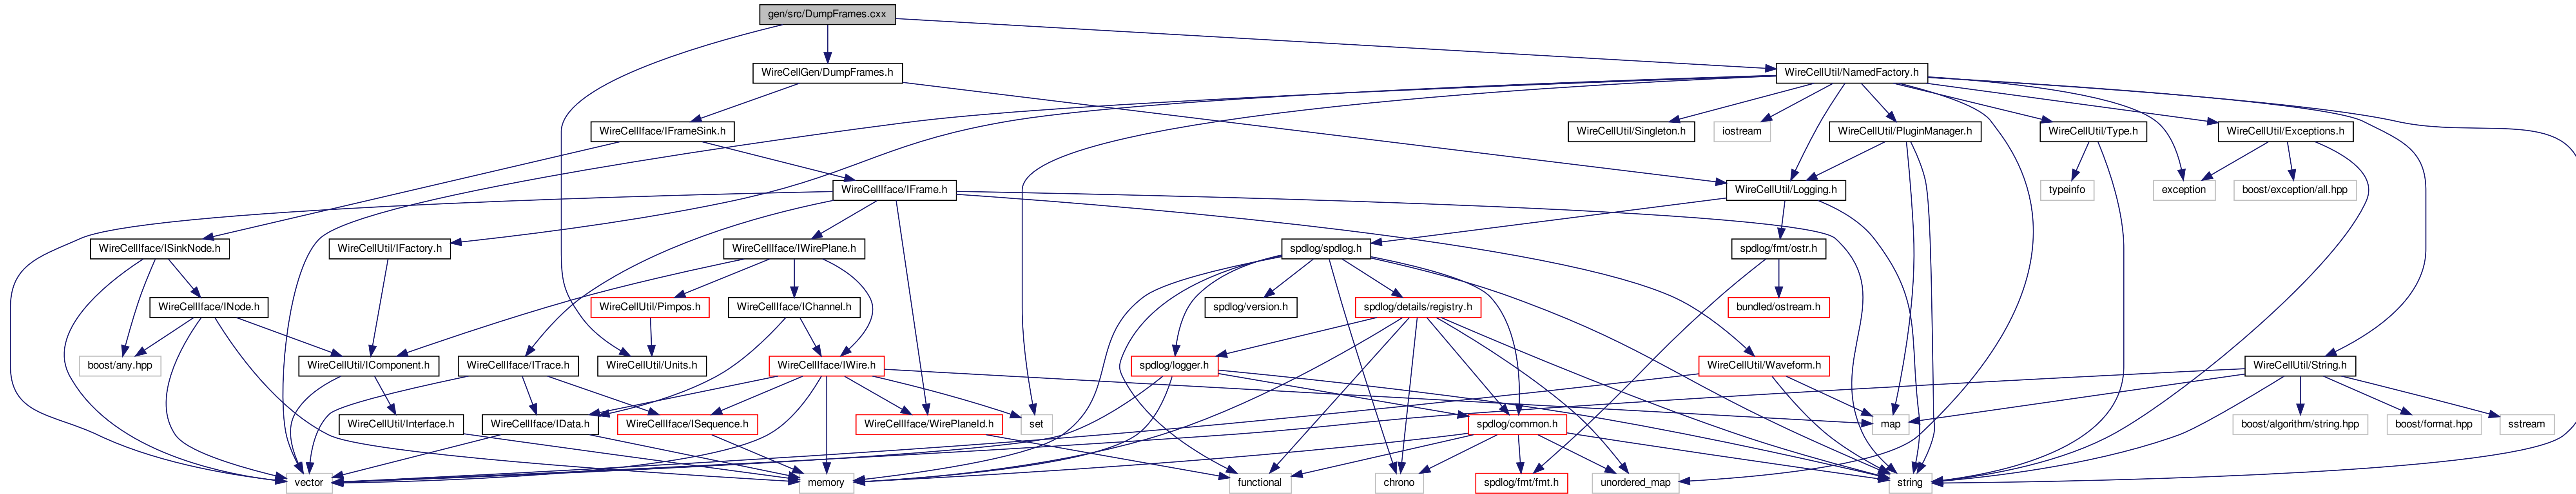 gen/src/DumpFrames.cxx
WireCellGen/DumpFrames.h
WireCellUtil/NamedFactory.h
WireCellIface/IFrameSink.h
WireCellUtil/Singleton.h
iostream
WireCellUtil/PluginManager.h
WireCellUtil/Type.h
WireCellUtil/Exceptions.h
WireCellIface/IFrame.h
WireCellUtil/Logging.h
typeinfo
exception
boost/exception/all.hpp
WireCellIface/ISinkNode.h
WireCellUtil/IFactory.h
WireCellIface/IWirePlane.h
spdlog/spdlog.h
spdlog/fmt/ostr.h
WireCellIface/INode.h
WireCellUtil/Pimpos.h
WireCellIface/IChannel.h
spdlog/version.h
spdlog/details/registry.h
bundled/ostream.h
boost/any.hpp
WireCellUtil/IComponent.h
WireCellIface/ITrace.h
WireCellUtil/Units.h
WireCellIface/IWire.h
spdlog/logger.h
WireCellUtil/Waveform.h
WireCellUtil/String.h
WireCellUtil/Interface.h
WireCellIface/IData.h
WireCellIface/ISequence.h
WireCellIface/WirePlaneId.h
set
spdlog/common.h
map
boost/algorithm/string.hpp
boost/format.hpp
sstream
vector
memory
functional
chrono
spdlog/fmt/fmt.h
unordered_map
string